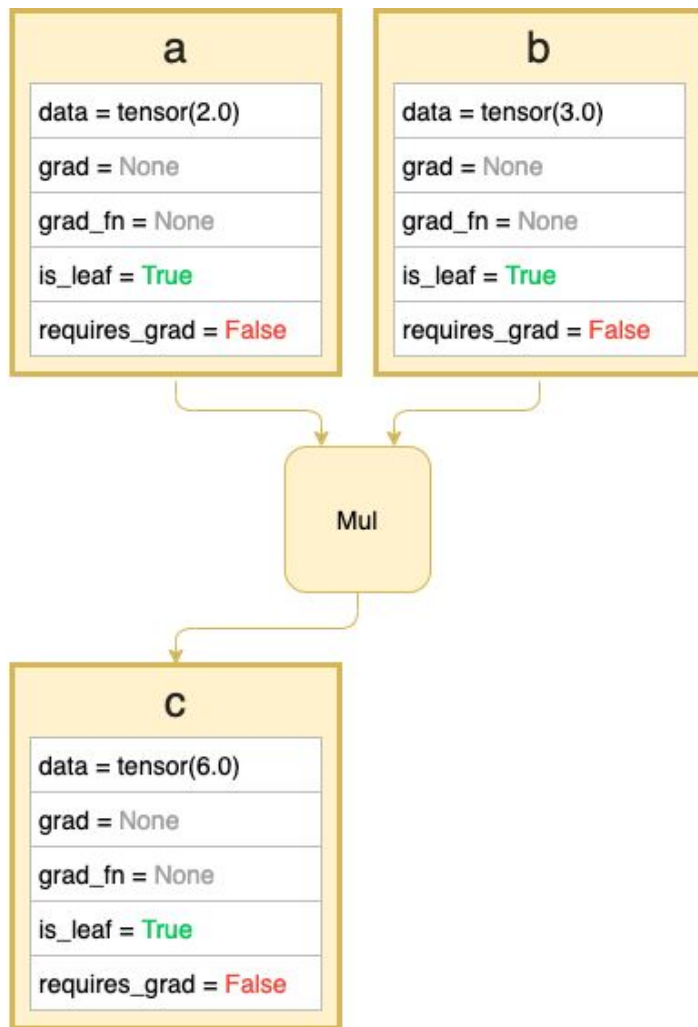 a
data = tensor(2.0)
grad = None
grad_fn = None
is_leaf = True
requires_grad = False
b
data = tensor(3.0)
grad = None
grad_fn = None
is_leaf = True
requires_grad = False
Mul
c
data = tensor(6.0)
grad = None
grad_fn = None
is_leaf = True
requires_grad = False